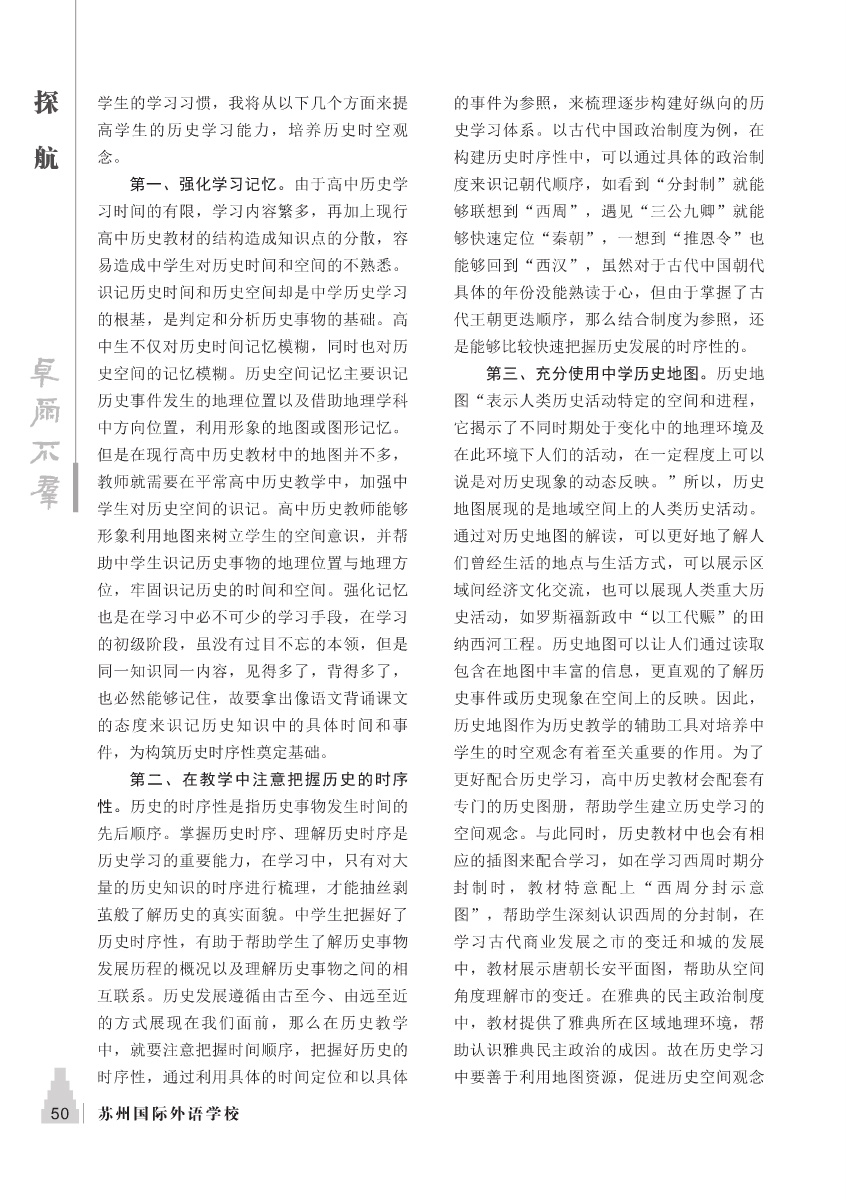 探
航
卓尔不群
学生的学习习惯，我将从以下几个方面来提
高学生的历史学习能力，培养历史时空观
念。
第一、强化学习记忆。由于高中历史学
习时间的有限，学习内容繁多，再加上现行
高中历史教材的结构造成知识点的分散，容
易造成中学生对历史时间和空间的不熟悉。
识记历史时间和历史空间却是中学历史学习
的根基，是判定和分析历史事物的基础。高
中生不仅对历史时间记忆模糊，同时也对历
史空间的记忆模糊。历史空间记忆主要识记
历史事件发生的地理位置以及借助地理学科
中方向位置，利用形象的地图或图形记忆。
但是在现行高中历史教材中的地图并不多，
教师就需要在平常高中历史教学中，加强中
学生对历史空间的识记。高中历史教师能够
形象利用地图来树立学生的空间意识，并帮
助中学生识记历史事物的地理位置与地理方
位，牢固识记历史的时间和空间。强化记忆
也是在学习中必不可少的学习手段，在学习
的初级阶段，虽没有过目不忘的本领，但是
同一知识同一内容，见得多了，背得多了，
也必然能够记住，故要拿出像语文背诵课文
的态度来识记历史知识中的具体时间和事
件，为构筑历史时序性奠定基础。
第二、在教学中注意把握历史的时序
性。历史的时序性是指历史事物发生时间的
先后顺序。掌握历史时序、理解历史时序是
历史学习的重要能力，在学习中，只有对大
量的历史知识的时序进行梳理，才能抽丝剥
茧般了解历史的真实面貌。中学生把握好了
历史时序性，有助于帮助学生了解历史事物
发展历程的概况以及理解历史事物之间的相
互联系。历史发展遵循由古至今、由远至近
的方式展现在我们面前，那么在历史教学
中，就要注意把握时间顺序，把握好历史的
时序性，通过利用具体的时间定位和以具体
的事件为参照，来梳理逐步构建好纵向的历
史学习体系。以古代中国政治制度为例，在
构建历史时序性中，可以通过具体的政治制
度来识记朝代顺序，如看到“分封制”就能
够联想到“西周”，遇见“三公九卿”就能
够快速定位“秦朝”，一想到“推恩令”也
能够回到“西汉”，虽然对于古代中国朝代
具体的年份没能熟读于心，但由于掌握了古
代王朝更迭顺序，那么结合制度为参照，还
是能够比较快速把握历史发展的时序性的。
第三、充分使用中学历史地图。历史地
图“表示人类历史活动特定的空间和进程，
它揭示了不同时期处于变化中的地理环境及
在此环境下人们的活动，在一定程度上可以
说是对历史现象的动态反映。”所以，历史
地图展现的是地域空间上的人类历史活动。
通过对历史地图的解读，可以更好地了解人
们曾经生活的地点与生活方式，可以展示区
域间经济文化交流，也可以展现人类重大历
史活动，如罗斯福新政中“以工代赈”的田
纳西河工程。历史地图可以让人们通过读取
包含在地图中丰富的信息，更直观的了解历
史事件或历史现象在空间上的反映。因此，
历史地图作为历史教学的辅助工具对培养中
学生的时空观念有着至关重要的作用。为了
更好配合历史学习，高中历史教材会配套有
专门的历史图册，帮助学生建立历史学习的
空间观念。与此同时，历史教材中也会有相
应的插图来配合学习，如在学习西周时期分
封制时，教材特意配上“西周分封示意
图”，帮助学生深刻认识西周的分封制，在
学习古代商业发展之市的变迁和城的发展
中，教材展示唐朝长安平面图，帮助从空间
角度理解市的变迁。在雅典的民主政治制度
中，教材提供了雅典所在区域地理环境，帮
助认识雅典民主政治的成因。故在历史学习
中要善于利用地图资源，促进历史空间观念
50 苏州国际外语学校